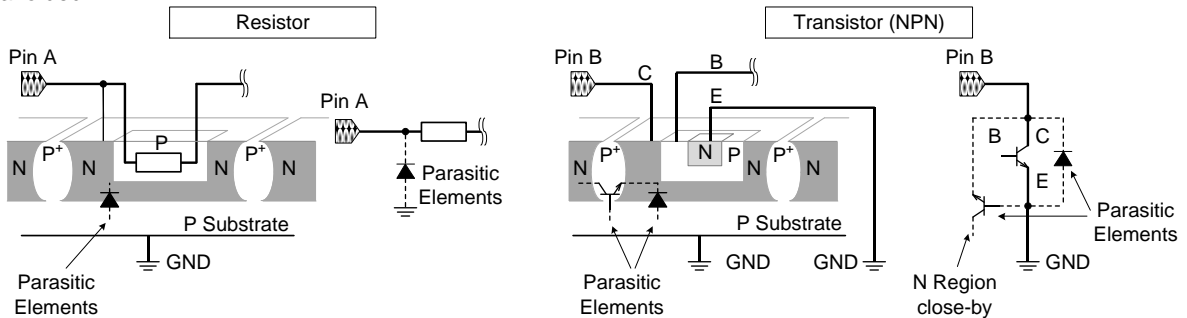 Resistor
Pin A
N
P+
N
P
N
P+
N
P Substrate
GND
Parasitic
Elements
Pin A
Parasitic
Elements
Transistor (NPN)
Pin B
C
B
E
N
P+
N
N
P
N
P+
N
P Substrate
GND
GND
Parasitic
Elements
Pin B
B
C
E
Parasitic
Elements
GND
N Region
close-by